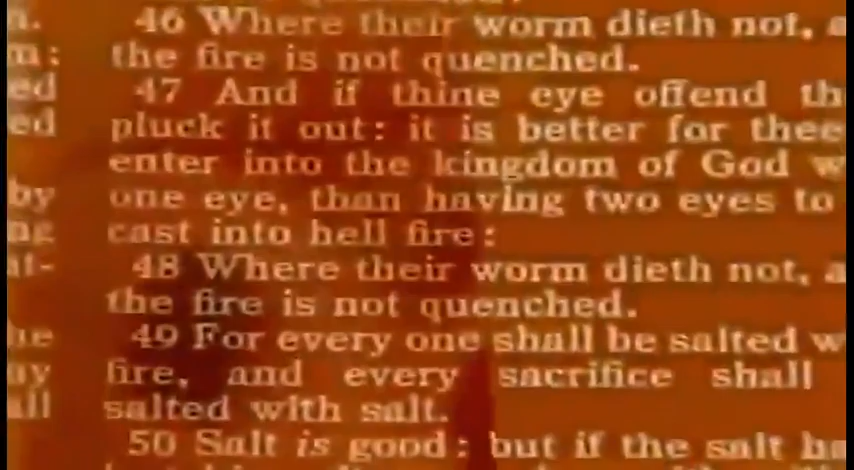 46 Where their worm dieth not, a
the fire is not quenched.
47 And if thine eye offend th
pluck it out: it is better for thee
enter into the kingdom of God w
one eye, than having two eyes to
cast into hell fire:
48 Where their worm dieth not, a
the fire is not quenched.
49 For every one shall be salted w
fire, and every sacrifice shall
salted with salt.
50 Salt is good: but if the salt ha